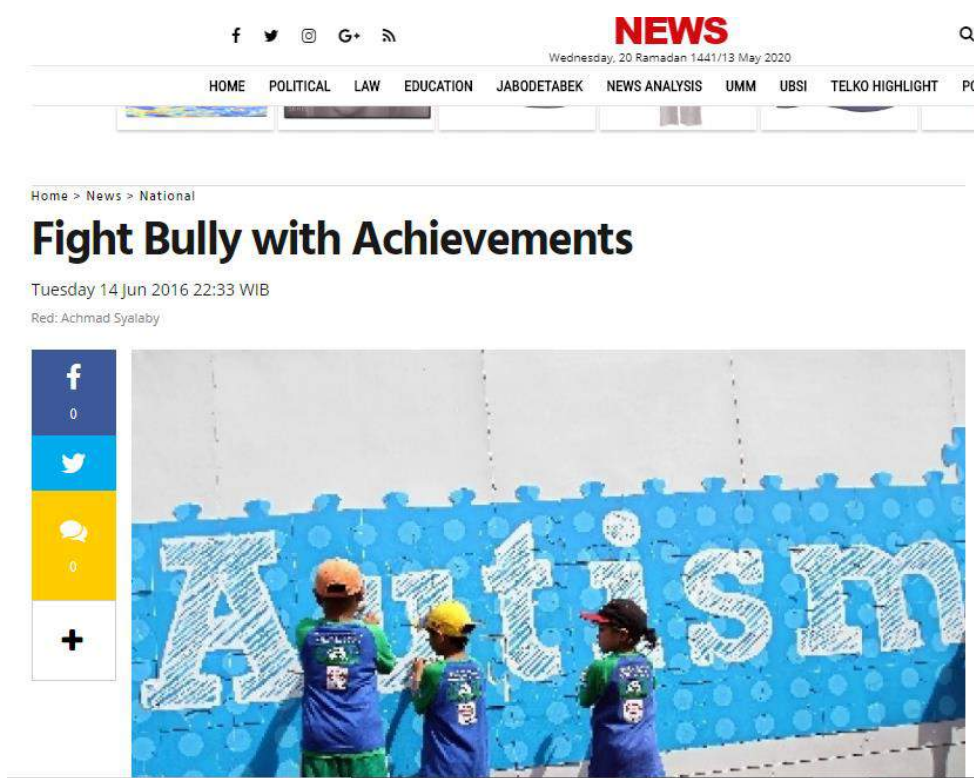 NEWS
Wednesday, 20 Ramadan 1441/13 May 2020
HOME POLITICAL LAW EDUCATION JABODETABEK NEWS ANALYSIS UMM UBSI TELKO HIGHLIGHT PO
Home > News > National
Fight Bully with Achievements
Tuesday 14 Jun 2016 22:33 WIB
Red: Achmad Syalaby
0
0
Autism